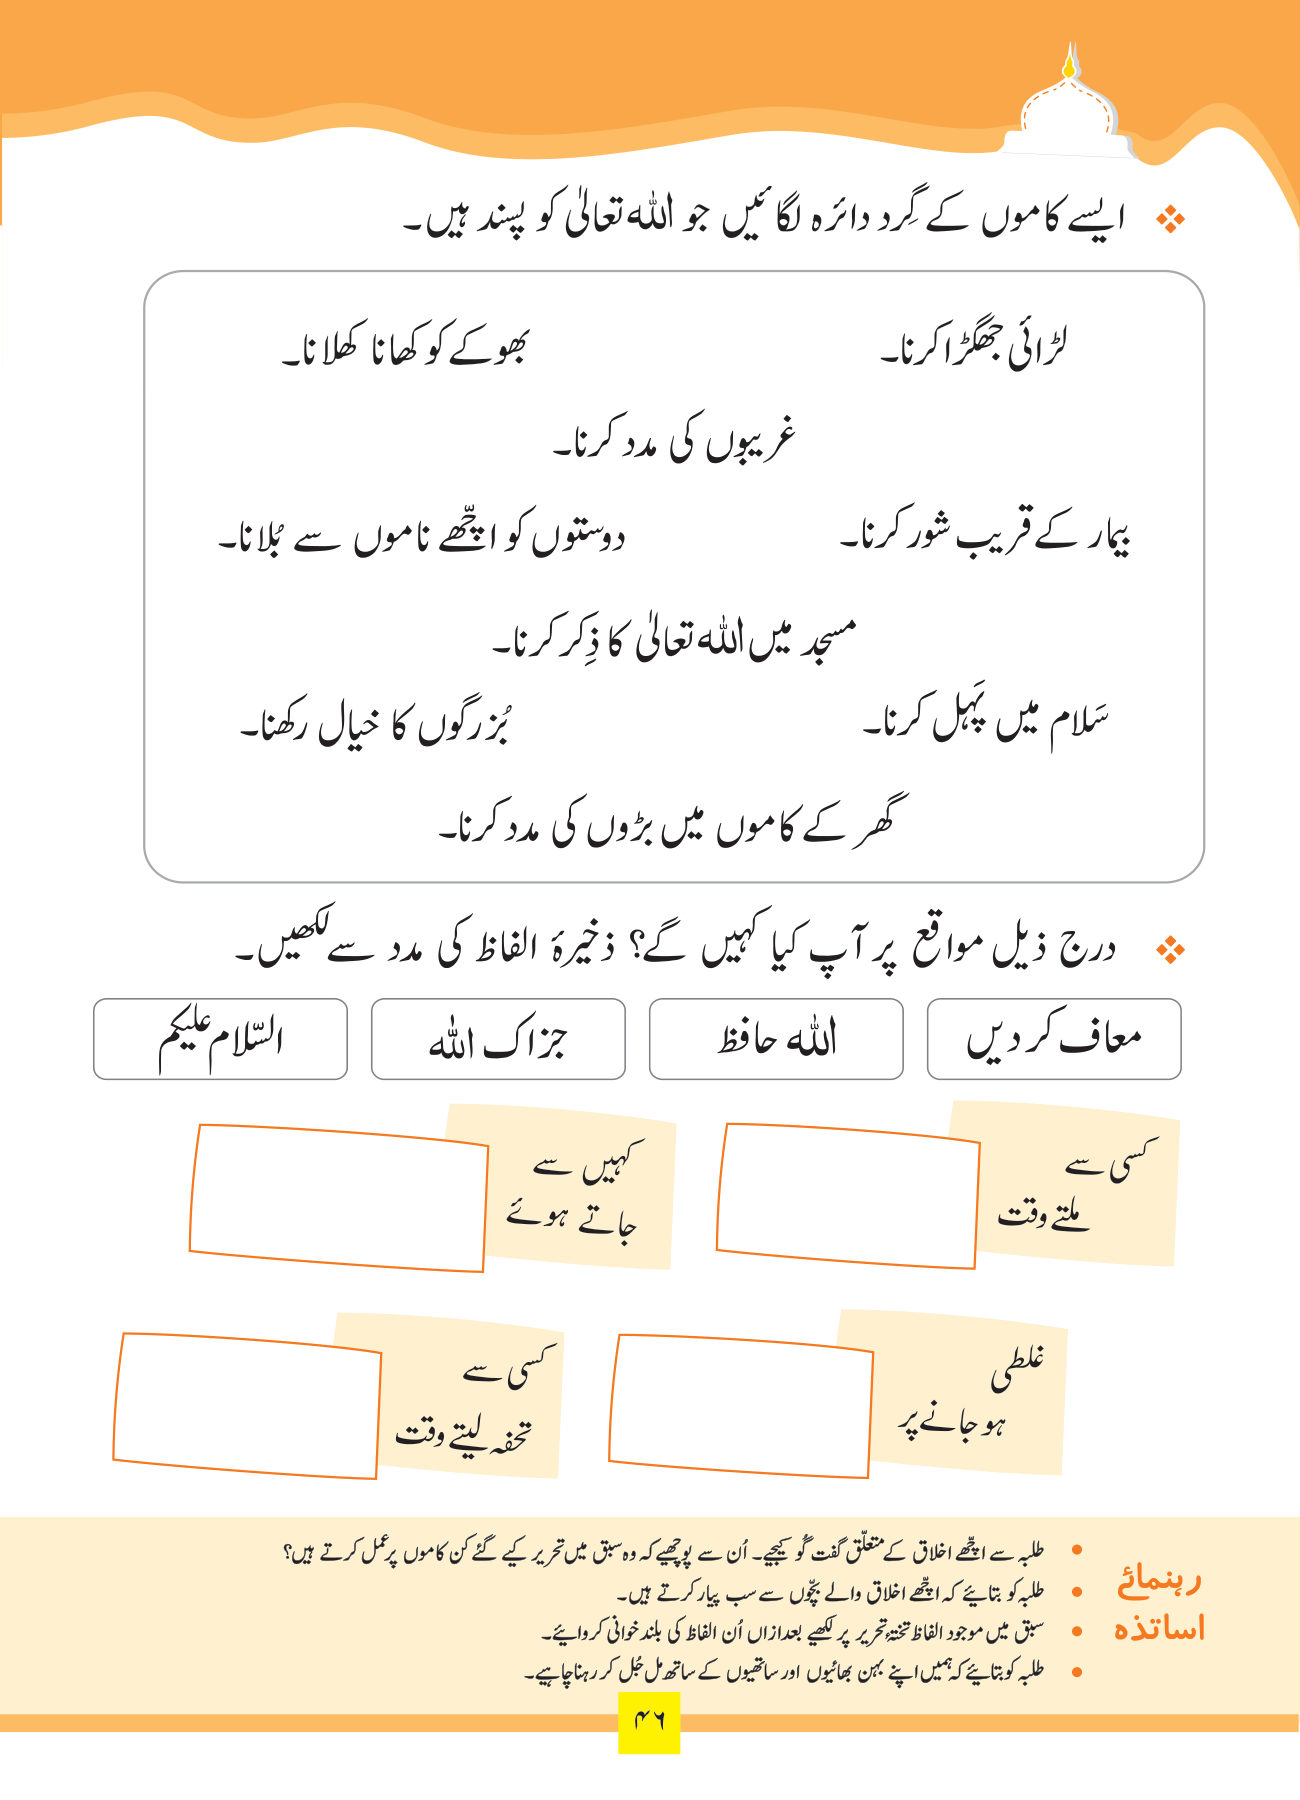 ایسے کاموں کے گِرد دائرہ لگائیں جو اللہ تعالیٰ کو پسند ہیں۔
لڑائی جھگڑا کرنا۔ بھوکے کو کھانا کھلانا۔
غریبوں کی مدد کرنا۔
بیمار کے قریب شور کرنا۔ دوستوں کو اچّھے ناموں سے بُلانا۔
مسجد میں اللہ تعالیٰ کا ذِکر کرنا۔
سَلام میں پَہل کرنا۔ بُزرگوں کا خیال رکھنا۔
گھر کے کاموں میں بڑوں کی مدد کرنا۔
درج ذیل مواقع پر آپ کیا کہیں گے؟ ذخیرۂ الفاظ کی مدد سے لکھیں۔
معاف کر دیں اللہ حافظ جزاک اللہ السّلام علیکم
کسی سے
ملتے وقت
کہیں سے
جاتے ہوئے
غلطی
ہو جانے پر
کسی سے
تحفہ لیتے وقت
رہنمائے
اساتذہ
طلبہ سے اچّھے اخلاق کے متعلّق گفت گُو کیجیے۔ اُن سے پوچھیے کہ وہ سبق میں تحریر کیے گئے کن کاموں پر عمل کرتے ہیں؟
طلبہ کو بتائیے کہ اچّھے اخلاق والے بچّوں سے سب پیار کرتے ہیں۔
سبق میں موجود الفاظ تختۂ تحریر پر لکھیے بعدازاں اُن الفاظ کی بلند خوانی کروائیے۔
طلبہ کو بتائیے کہ ہمیں اپنے بہن بھائیوں اور ساتھیوں کے ساتھ مل جُل کر رہنا چاہیے۔
۴۶